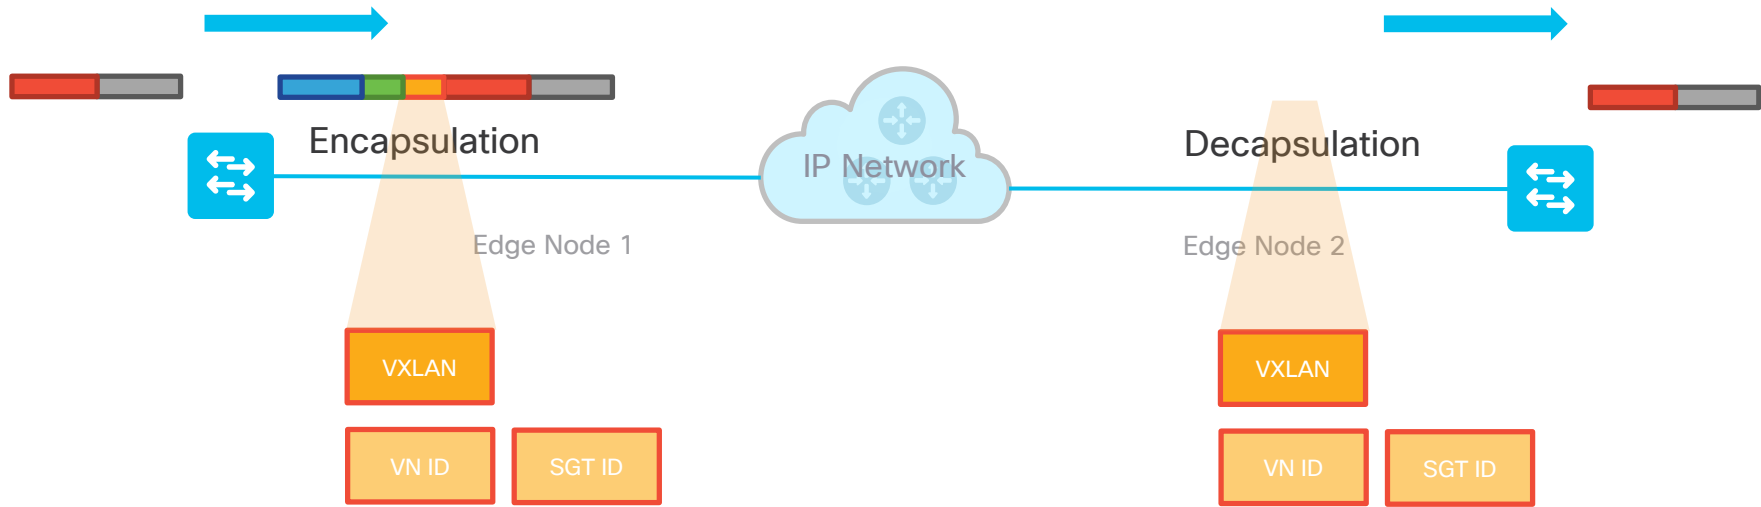 Encapsulation
IP Network
Decapsulation
Edge Node 1
Edge Node 2
VXLAN
VXLAN
VN ID
SGT ID
VN ID
SGT ID